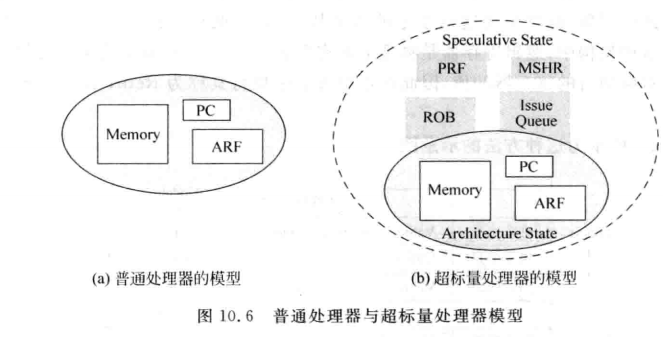 Speculative State
PRF
MSHR
ROB
Issue
Queue
Memory
PC
ARF
Memory
PC
ARF
Architecture State
(a) 普通处理器的模型
(b) 超标量处理器的模型
图 10.6 普通处理器与超标量处理器模型